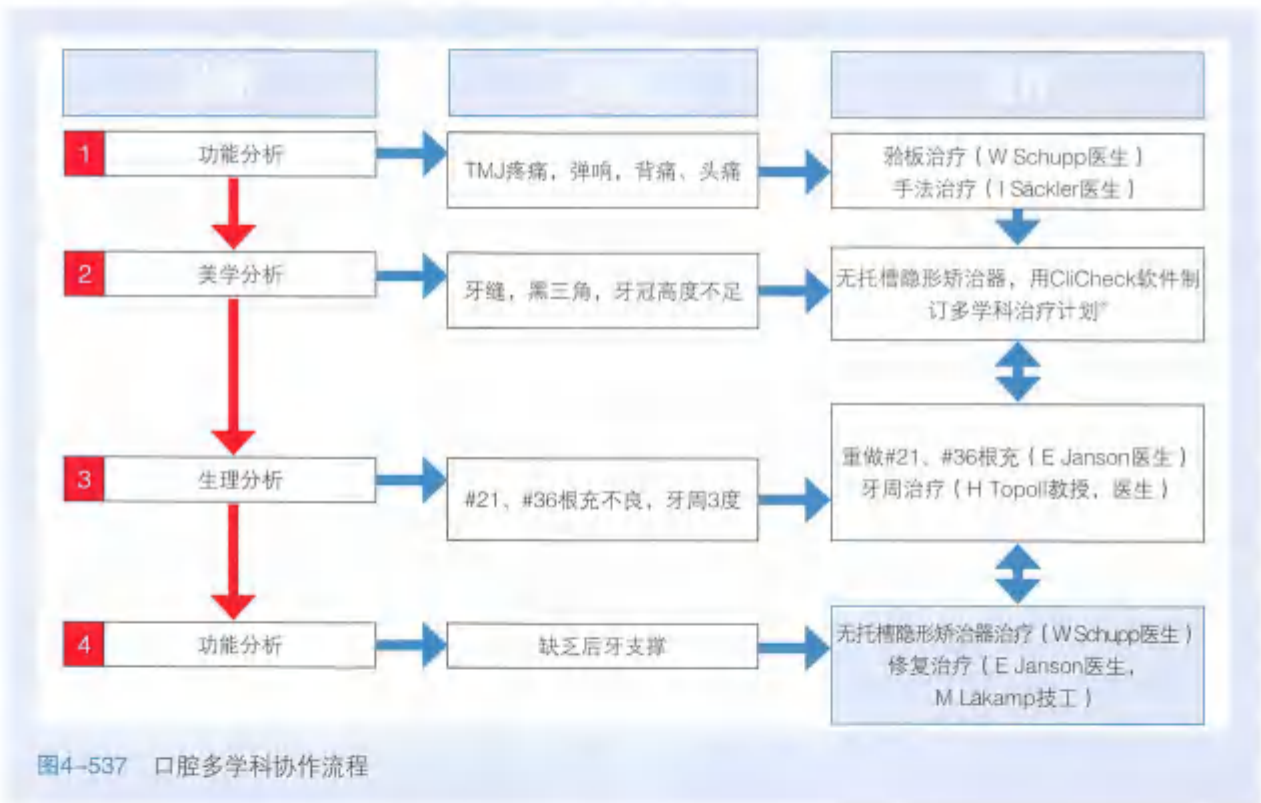 1
功能分析
TMJ疼痛，弹响，背痛、头痛
𬌗板治疗（W Schupp医生）
手法治疗（I Säckler医生）
2
美学分析
牙缝，黑三角，牙冠高度不足
无托槽隐形矫治器，用CliCheck软件制
订多学科治疗计划"
3
生理分析
#21、#36根充不良，牙周3度
重做#21、#36根充（E Janson医生）
牙周治疗（H Topoll教授，医生）
4
功能分析
缺乏后牙支撑
无托槽隐形矫治器治疗（W Schupp医生）
修复治疗（E Janson医生，
M Läkamp技工）
图4-537 口腔多学科协作流程